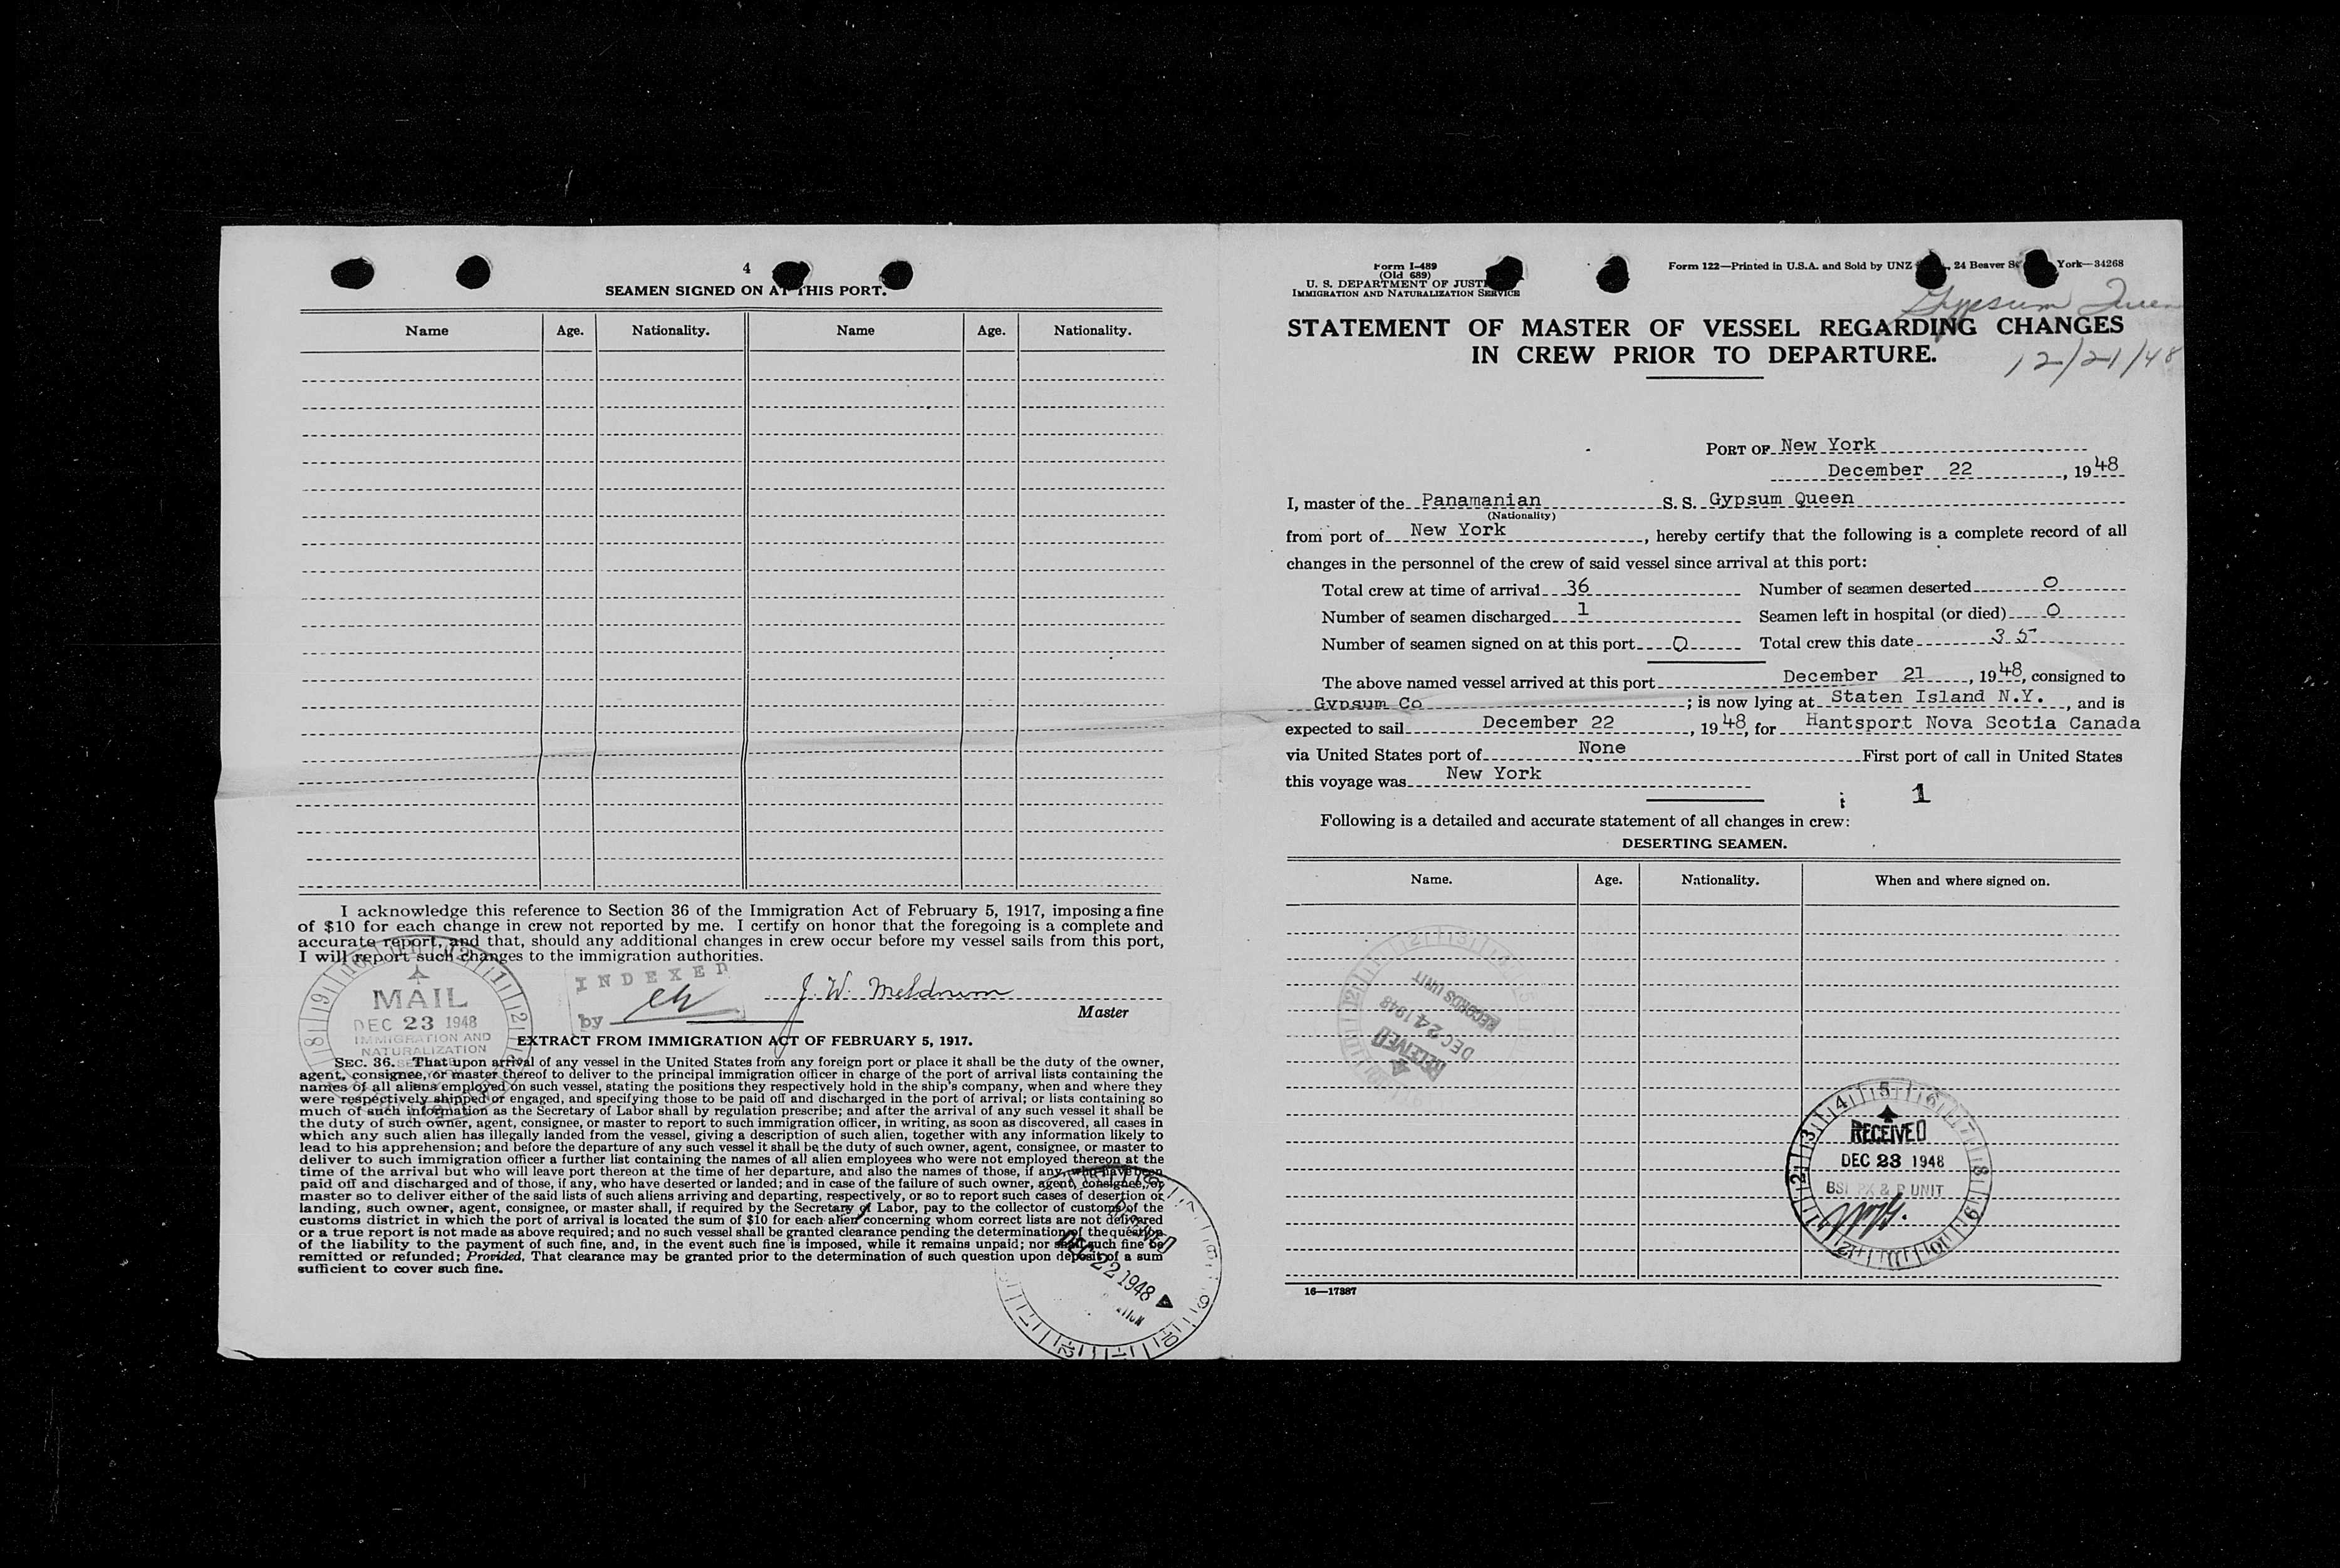 4
SEAMEN SIGNED ON AT THIS PORT.
Name Age. Nationality. Name Age. Nationality.
I acknowledge this reference to Section 36 of the Immigration Act of February 5, 1917, imposing a fine
of $10 for each change in crew not reported by me. I certify on honor that the foregoing is a complete and
accurate report, and that, should any additional changes in crew occur before my vessel sails from this port,
I will report such changes to the immigration authorities.
MAIL
DEC 23 1948
IMMIGRATION AND
NATURALIZATION
INDEXED
by
J. W. Meldrum
Master
EXTRACT FROM IMMIGRATION ACT OF FEBRUARY 5, 1917.
SEC. 36. That upon arrival of any vessel in the United States from any foreign port or place it shall be the duty of the owner,
agent, consignee, or master thereof to deliver to the principal immigration officer in charge of the port of arrival lists containing the
names of all aliens employed on such vessel, stating the positions they respectively hold in the ship's company, when and where they
were respectively shipped or engaged, and specifying those to be paid off and discharged in the port of arrival; or lists containing so
much of such information as the Secretary of Labor shall by regulation prescribe; and after the arrival of any such vessel it shall be
the duty of such owner, agent, consignee, or master to report to such immigration officer, in writing, as soon as discovered, all cases in
which any such alien has illegally landed from the vessel, giving a description of such alien, together with any information likely to
lead to his apprehension; and before the departure of any such vessel it shall be the duty of such owner, agent, consignee, or master to
deliver to such immigration officer a further list containing the names of all alien employees who were not employed thereon at the
time of the arrival but who will leave port thereon at the time of her departure, and also the names of those, if any, who have been
paid off and discharged and of those, if any, who have deserted or landed; and in case of the failure of such owner, agent, consignee, or
master so to deliver either of the said lists of such aliens arriving and departing, respectively, or so to report such cases of desertion or
landing, such owner, agent, consignee, or master shall, if required by the Secretary of Labor, pay to the collector of customs of the
customs district in which the port of arrival is located the sum of $10 for each alien concerning whom correct lists are not delivered
or a true report is not made as above required; and no such vessel shall be granted clearance pending the determination of the question
of the liability to the payment of such fine, and, in the event such fine is imposed, while it remains unpaid; nor shall such fine be
remitted or refunded; Provided, That clearance may be granted prior to the determination of such question upon deposit of a sum
sufficient to cover such fine.
DEC 22 1948
Form I-489
(Old 689)
U. S. DEPARTMENT OF JUSTICE
IMMIGRATION AND NATURALIZATION SERVICE
Form 122—Printed in U.S.A. and Sold by UNZ , 24 Beaver St York—34268
Gypsum Queen
STATEMENT OF MASTER OF VESSEL REGARDING CHANGES
IN CREW PRIOR TO DEPARTURE.
12/21/48
PORT OF New York
December 22, 1948
I, master of the Panamanian S. S. Gypsum Queen
(Nationality)
from port of New York, hereby certify that the following is a complete record of all
changes in the personnel of the crew of said vessel since arrival at this port:
Total crew at time of arrival 36 Number of seamen deserted 0
Number of seamen discharged 1 Seamen left in hospital (or died) 0
Number of seamen signed on at this port 0 Total crew this date 35
The above named vessel arrived at this port December 21, 1948, consigned to
Gypsum Co; is now lying at Staten Island N.Y., and is
expected to sail December 22, 1948, for Hantsport Nova Scotia Canada
via United States port of None First port of call in United States
this voyage was New York
1
Following is a detailed and accurate statement of all changes in crew:
DESERTING SEAMEN.
Name. Age. Nationality. When and where signed on.
RECEIVED
DEC 24 1948
RECORDS UNIT
RECEIVED
DEC 23 1948
16—17387